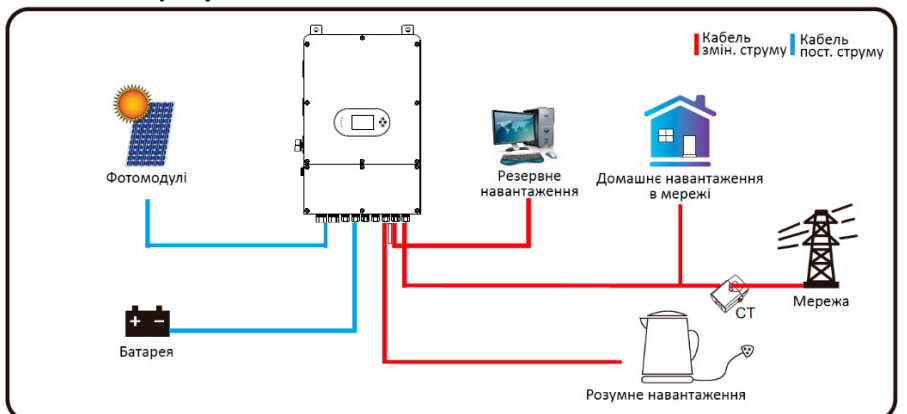 Кабель
змін. струму
Кабель
пост. струму
Фотомодулі
Резервне
навантаження
Домашнє навантаження
в мережі
Мережа
CT
Батарея
Розумне навантаження